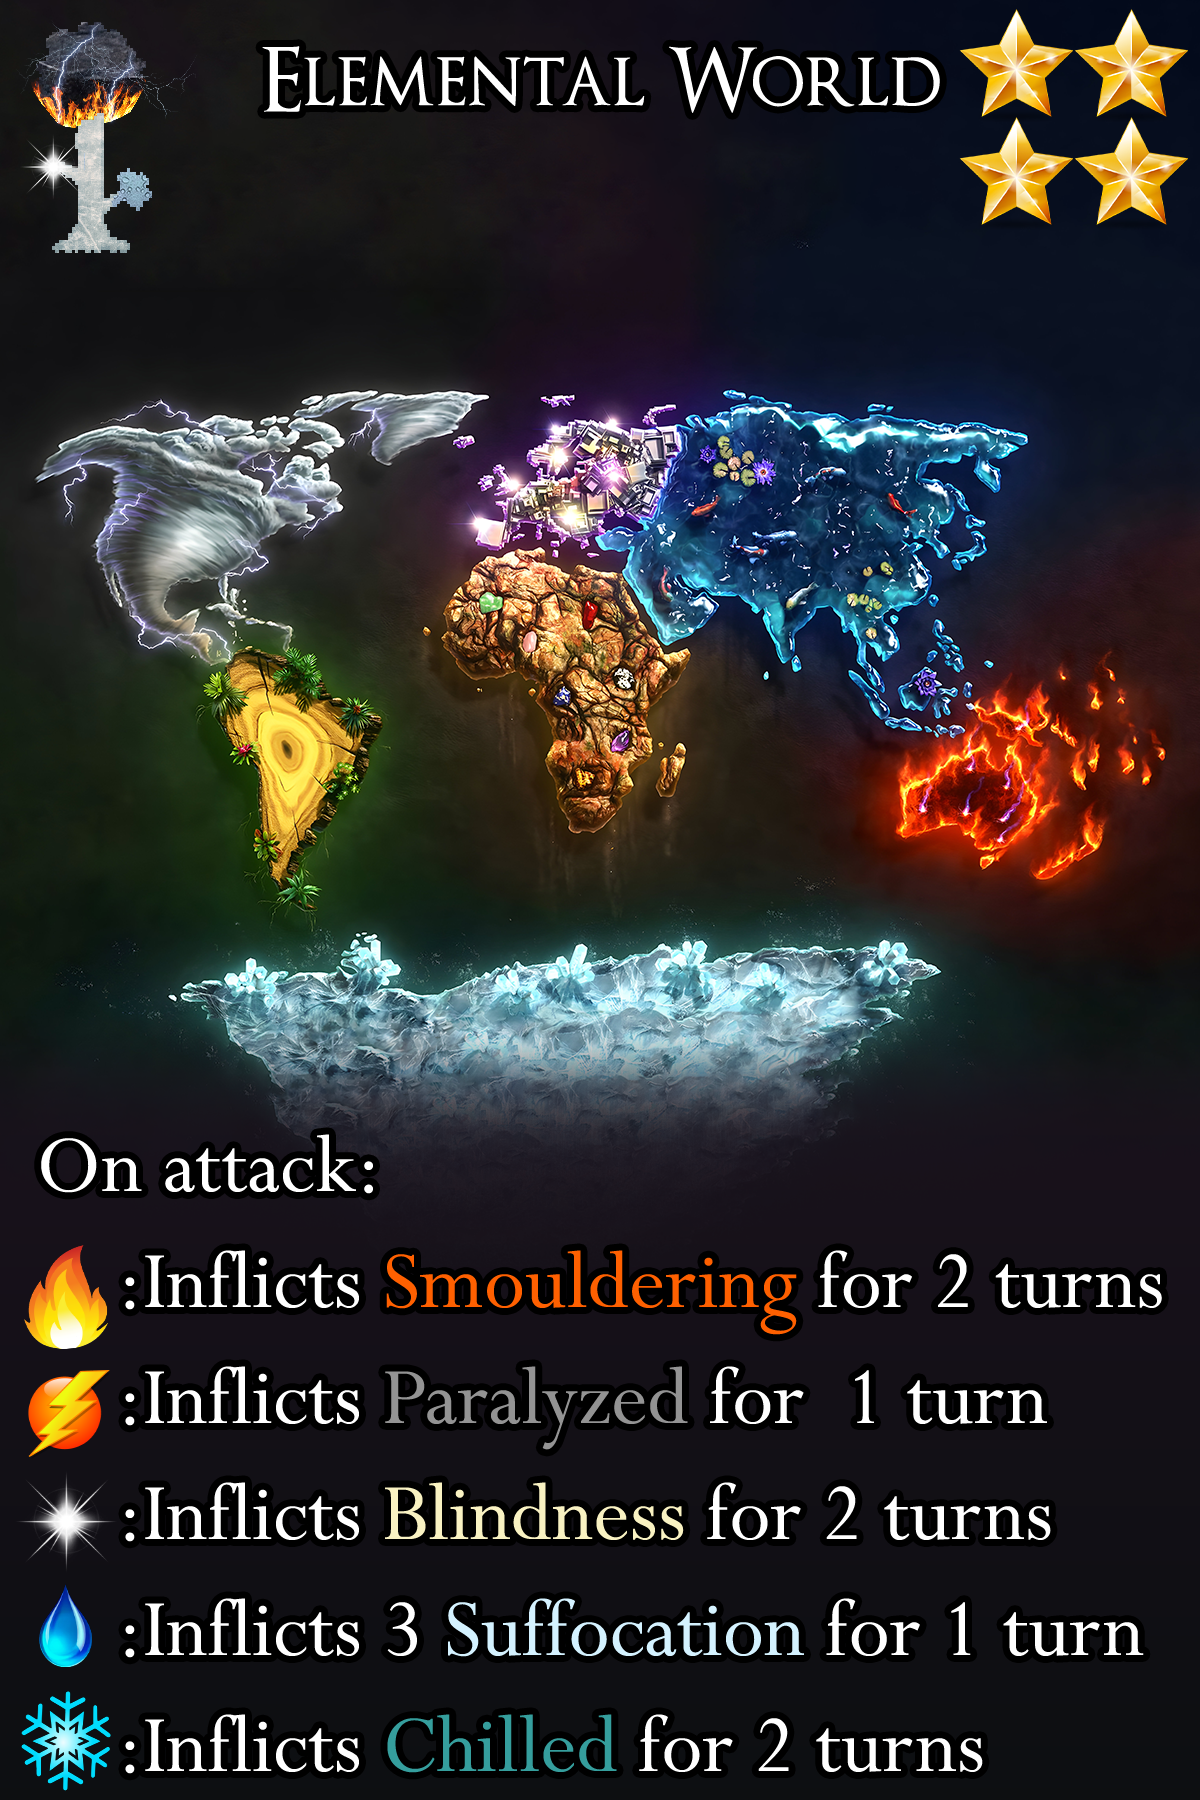 Elemental World
On attack:
:Inflicts Smouldering for 2 turns
:Inflicts Paralyzed for 1 turn
:Inflicts Blindness for 2 turns
:Inflicts 3 Suffocation for 1 turn
:Inflicts Chilled for 2 turns